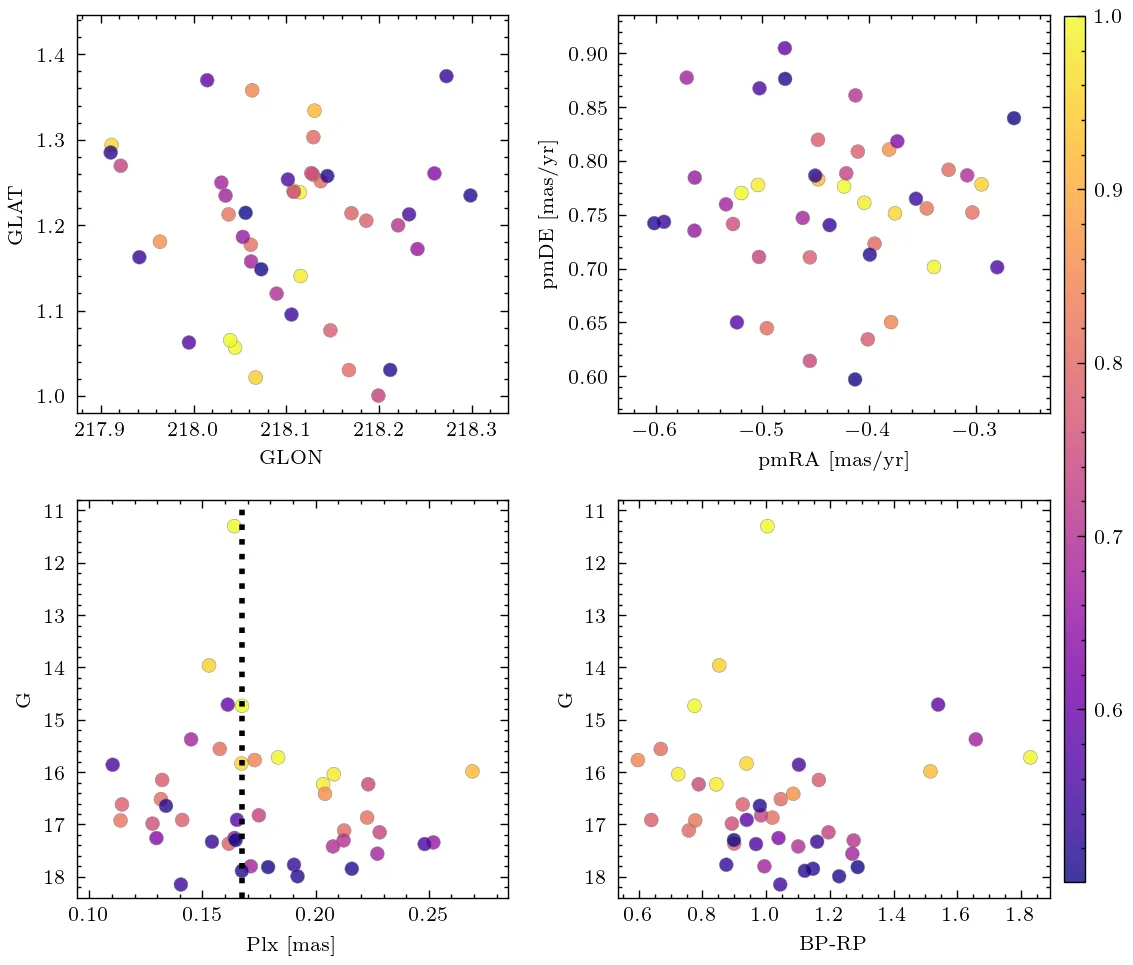 1.4
1.3
1.2
1.1
1.0
GLAT
217.9 218.0 218.1 218.2 218.3
GLON
0.90
0.85
0.80
0.75
0.70
0.65
0.60
pmDE [mas/yr]
−0.6 −0.5 −0.4 −0.3
pmRA [mas/yr]
11
12
13
14
15
16
17
18
G
0.10 0.15 0.20 0.25
Plx [mas]
11
12
13
14
15
16
17
18
G
0.6 0.8 1.0 1.2 1.4 1.6 1.8
BP-RP
1.0
0.9
0.8
0.7
0.6